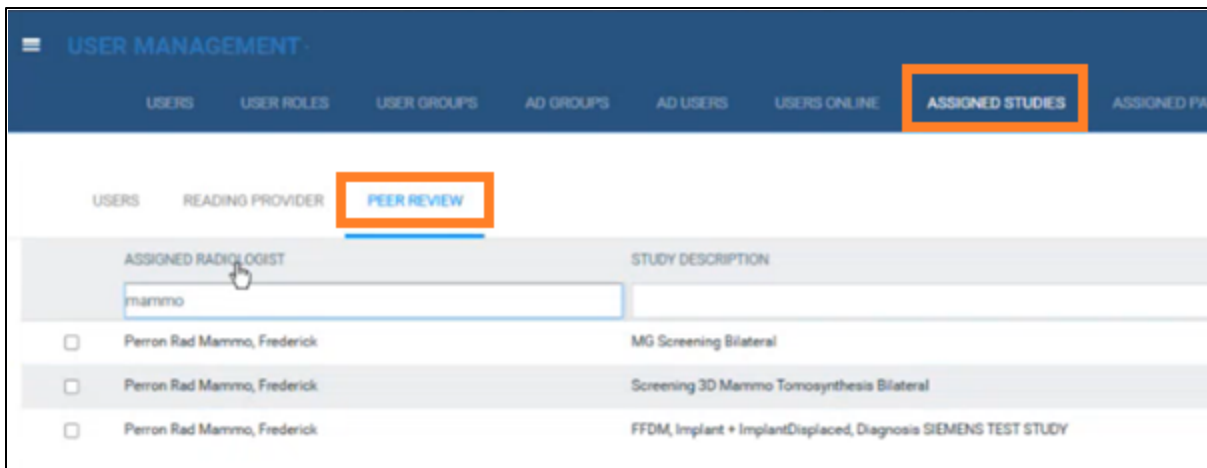 USER MANAGEMENT
USERS USER ROLES USER GROUPS AD GROUPS AD USERS USERS ONLINE ASSIGNED STUDIES ASSIGNED PA
USERS READING PROVIDER PEER REVIEW
ASSIGNED RADIOLOGIST STUDY DESCRIPTION
mammo
Perron Rad Mammo, Frederick MG Screening Bilateral
Perron Rad Mammo, Frederick Screening 3D Mammo Tomosynthesis Bilateral
Perron Rad Mammo, Frederick FFDM, Implant + ImplantDisplaced, Diagnosis SIEMENS TEST STUDY